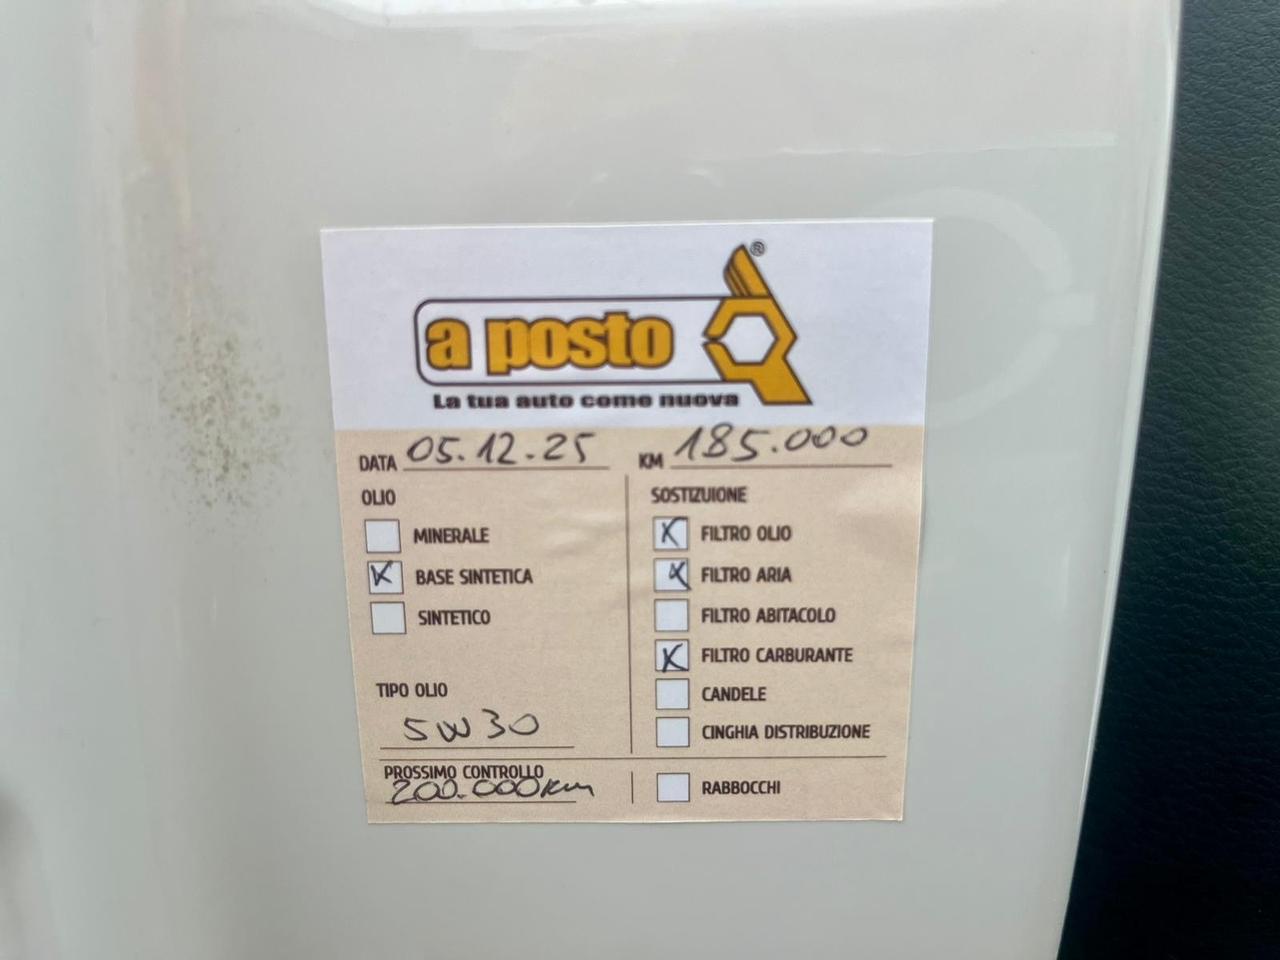 ®
a posto
La tua auto come nuova
DATA 05.12.25 KM 185.000
OLIO
MINERALE
BASE SINTETICA
SINTETICO
TIPO OLIO
5W30
PROSSIMO CONTROLLO
200.000km
SOSTIZUIONE
FILTRO OLIO
FILTRO ARIA
FILTRO ABITACOLO
FILTRO CARBURANTE
CANDELE
CINGHIA DISTRIBUZIONE
RABBOCCHI